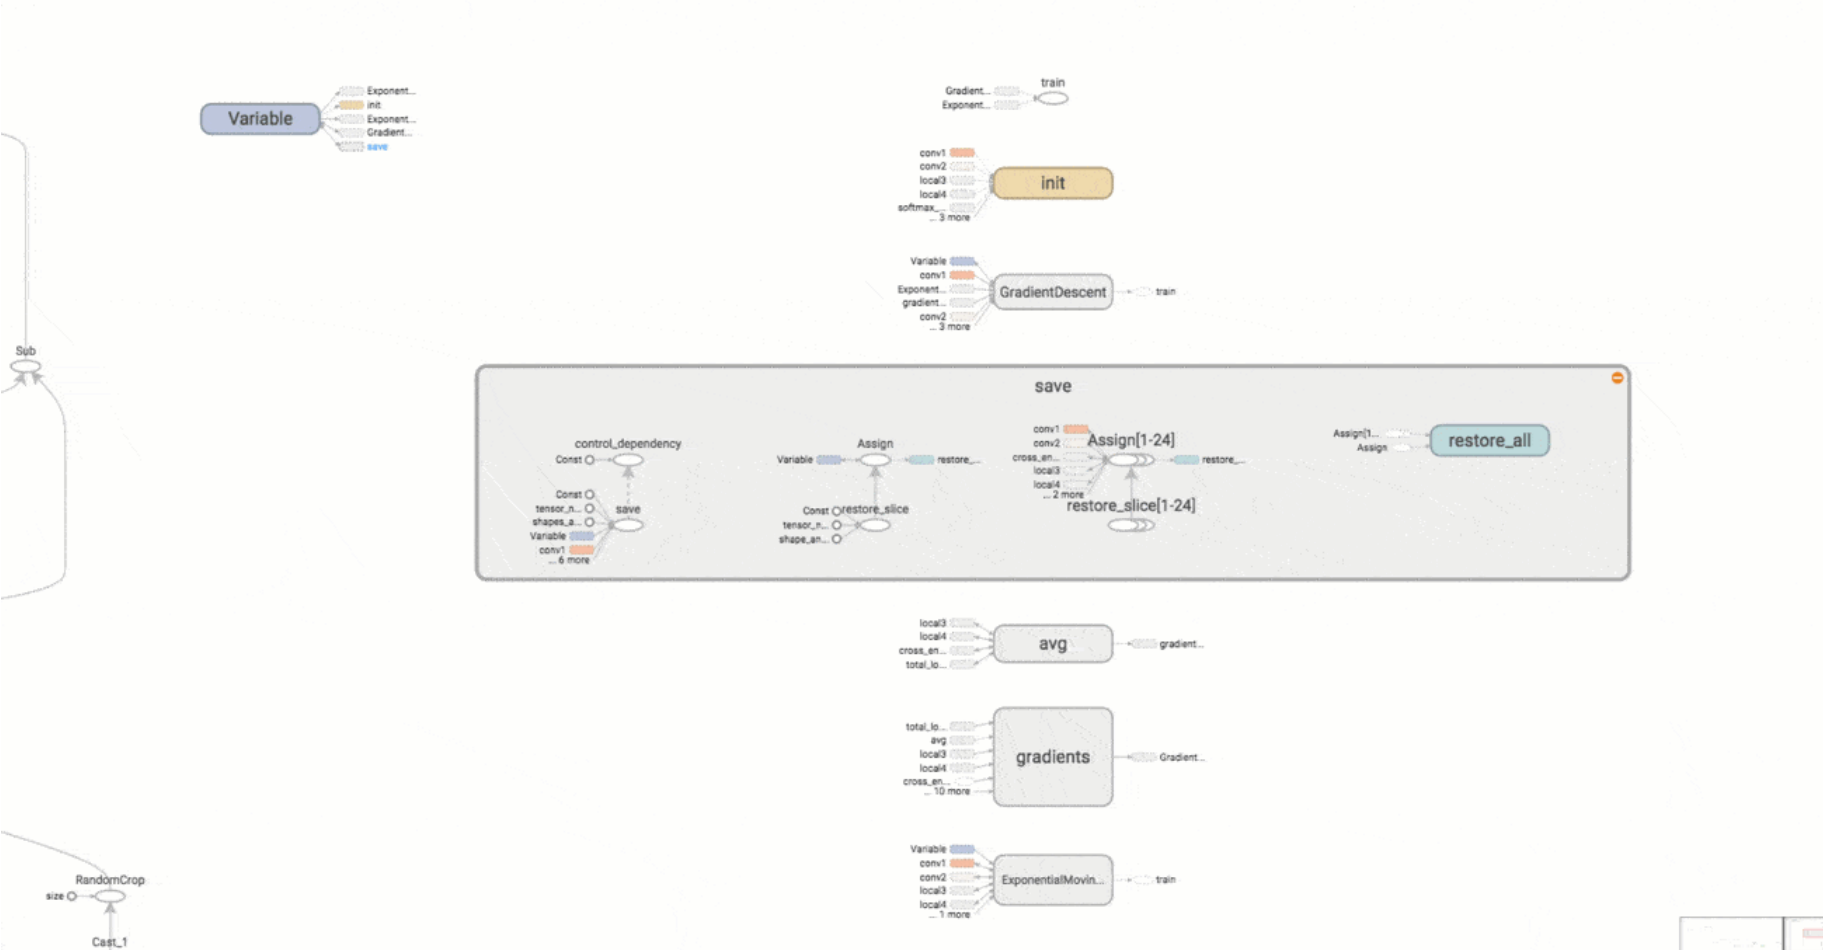 Variable
Exponent...
init
Exponent...
Gradient...
save
train
Gradient...
Exponent...
conv1
conv2
local3
local4
softmax_...
... 3 more
init
Variable
conv1
Exponent...
gradient...
conv2
... 3 more
GradientDescent
train
Sub
save
control_dependency
Const
Const
tensor_n...
shapes_a...
Variable
conv1
... 6 more
save
Assign
Variable
restore_...
Const
restore_slice
tensor_n...
shape_an...
conv1
conv2
cross_en...
local3
local4
... 2 more
Assign[1-24]
restore_...
restore_slice[1-24]
Assign[1...
Assign
restore_all
local3
local4
cross_en...
total_lo...
avg
gradient...
total_lo...
avg
local3
local4
cross_en...
... 10 more
gradients
Gradient...
Variable
conv1
conv2
local3
local4
... 1 more
ExponentialMovin...
train
RandomCrop
size
Cast_1